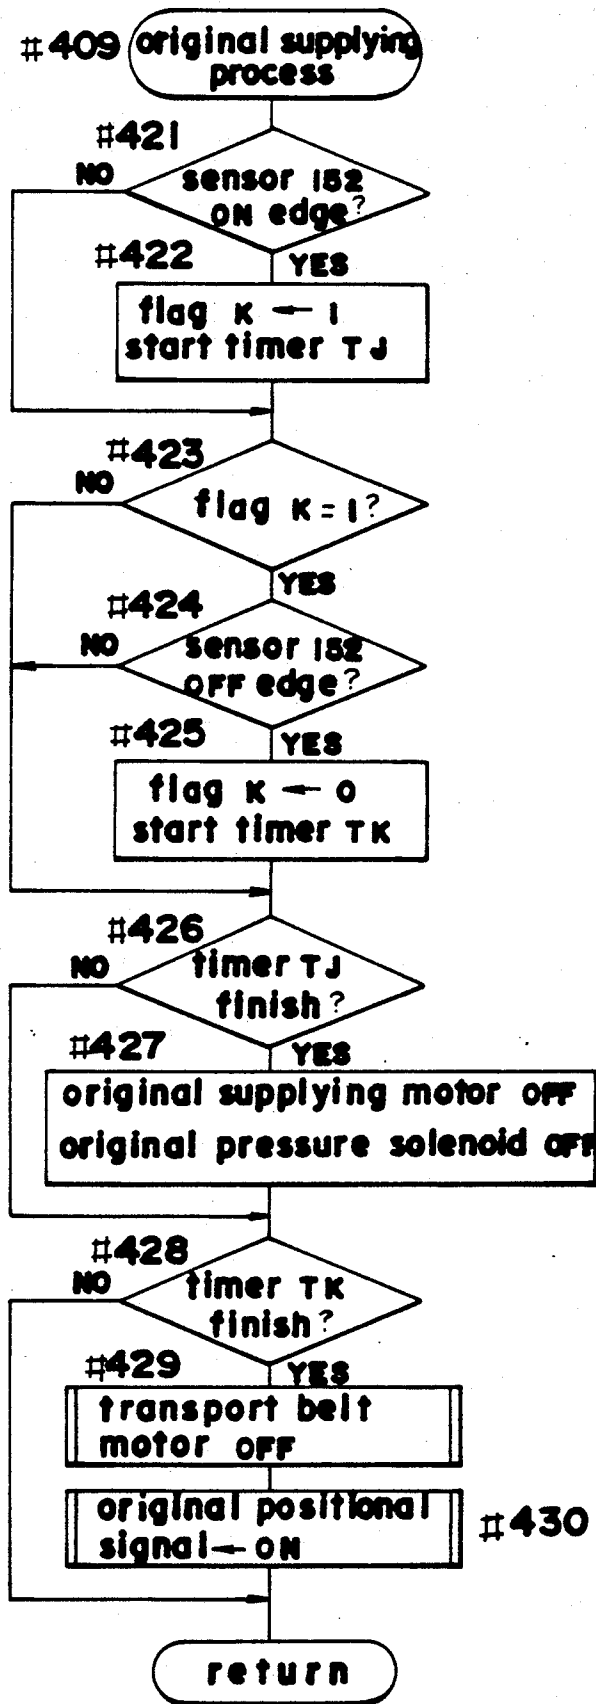 #409 original supplying
process
#421
NO
sensor 152
ON edge?
#422
YES
flag K ← 1
start timer TJ
#423
NO
flag K=1?
YES
#424
NO
sensor 152
OFF edge?
#425
YES
flag K ← 0
start timer TK
#426
NO
timer TJ
finish?
#427
YES
original supplying motor OFF
original pressure solenoid OFF
#428
NO
timer TK
finish?
#429
YES
transport belt
motor OFF
original positional
signal ← ON
#430
return